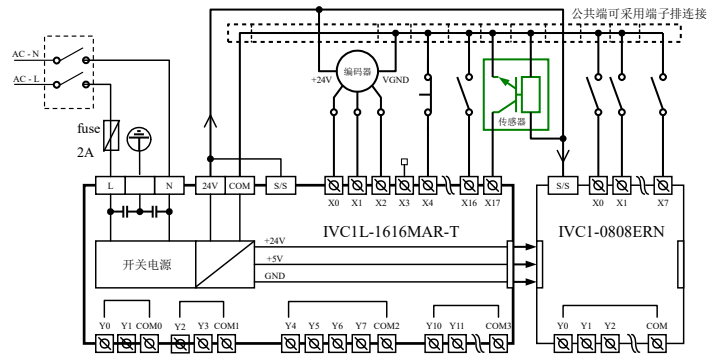 公共端可采用端子排连接
AC - N
AC - L
+24V 编码器 VGND
fuse
2A
传感器
L N 24V COM S/S X0 X1 X2 X3 X4 X16 X17 S/S X0 X1 X7
IVC1L-1616MAR-T IVC1-0808ERN
开关电源
+24V
+5V
GND
Y0 Y1 COM0 Y2 Y3 COM1 Y4 Y5 Y6 Y7 COM2 Y10 Y11 COM3 Y0 Y1 Y2 COM